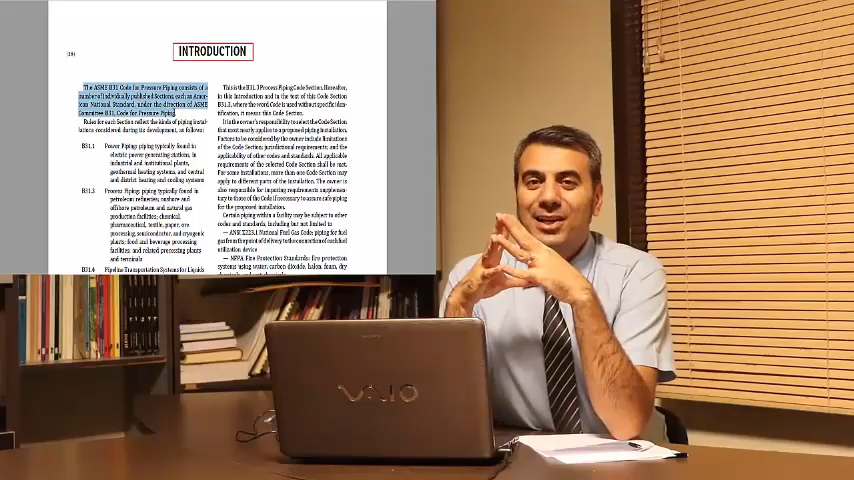 (19)
INTRODUCTION
The ASME B31 Code for Pressure Piping consists of a
number of individually published Sections, each an Amer-
ican National Standard, under the direction of ASME
Committee B31, Code for Pressure Piping.
Rules for each Section reflect the kinds of piping instal-
lations considered during its development, as follows:
B31.1 Power Piping: piping typically found in
electric power generating stations, in
industrial and institutional plants,
geothermal heating systems, and central
and district heating and cooling systems
B31.3 Process Piping: piping typically found in
petroleum refineries; onshore and
offshore petroleum and natural gas
production facilities; chemical,
pharmaceutical, textile, paper, ore
processing, semiconductor, and cryogenic
plants; food and beverage processing
facilities; and related processing plants
and terminals
B31.4 Pipeline Transportation Systems for Liquids
This is the B31.3 Process Piping Code Section. Hereafter,
in this Introduction and in the text of this Code Section
B31.3, where the word Code is used without specific iden-
tification, it means this Code Section.
It is the owner's responsibility to select the Code Section
that most nearly applies to a proposed piping installation.
Factors to be considered by the owner include limitations
of the Code Section; jurisdictional requirements; and the
applicability of other codes and standards. All applicable
requirements of the selected Code Section shall be met.
For some installations, more than one Code Section may
apply to different parts of the installation. The owner is
also responsible for imposing requirements supplemen-
tary to those of the Code if necessary to assure safe piping
for the proposed installation.
Certain piping within a facility may be subject to other
codes and standards, including but not limited to
— ANSI Z223.1 National Fuel Gas Code: piping for fuel
gas from the point of delivery to the connection of each fuel
utilization device
— NFPA Fire Protection Standards: fire protection
systems using water, carbon dioxide, halon, foam, dry
VAIO